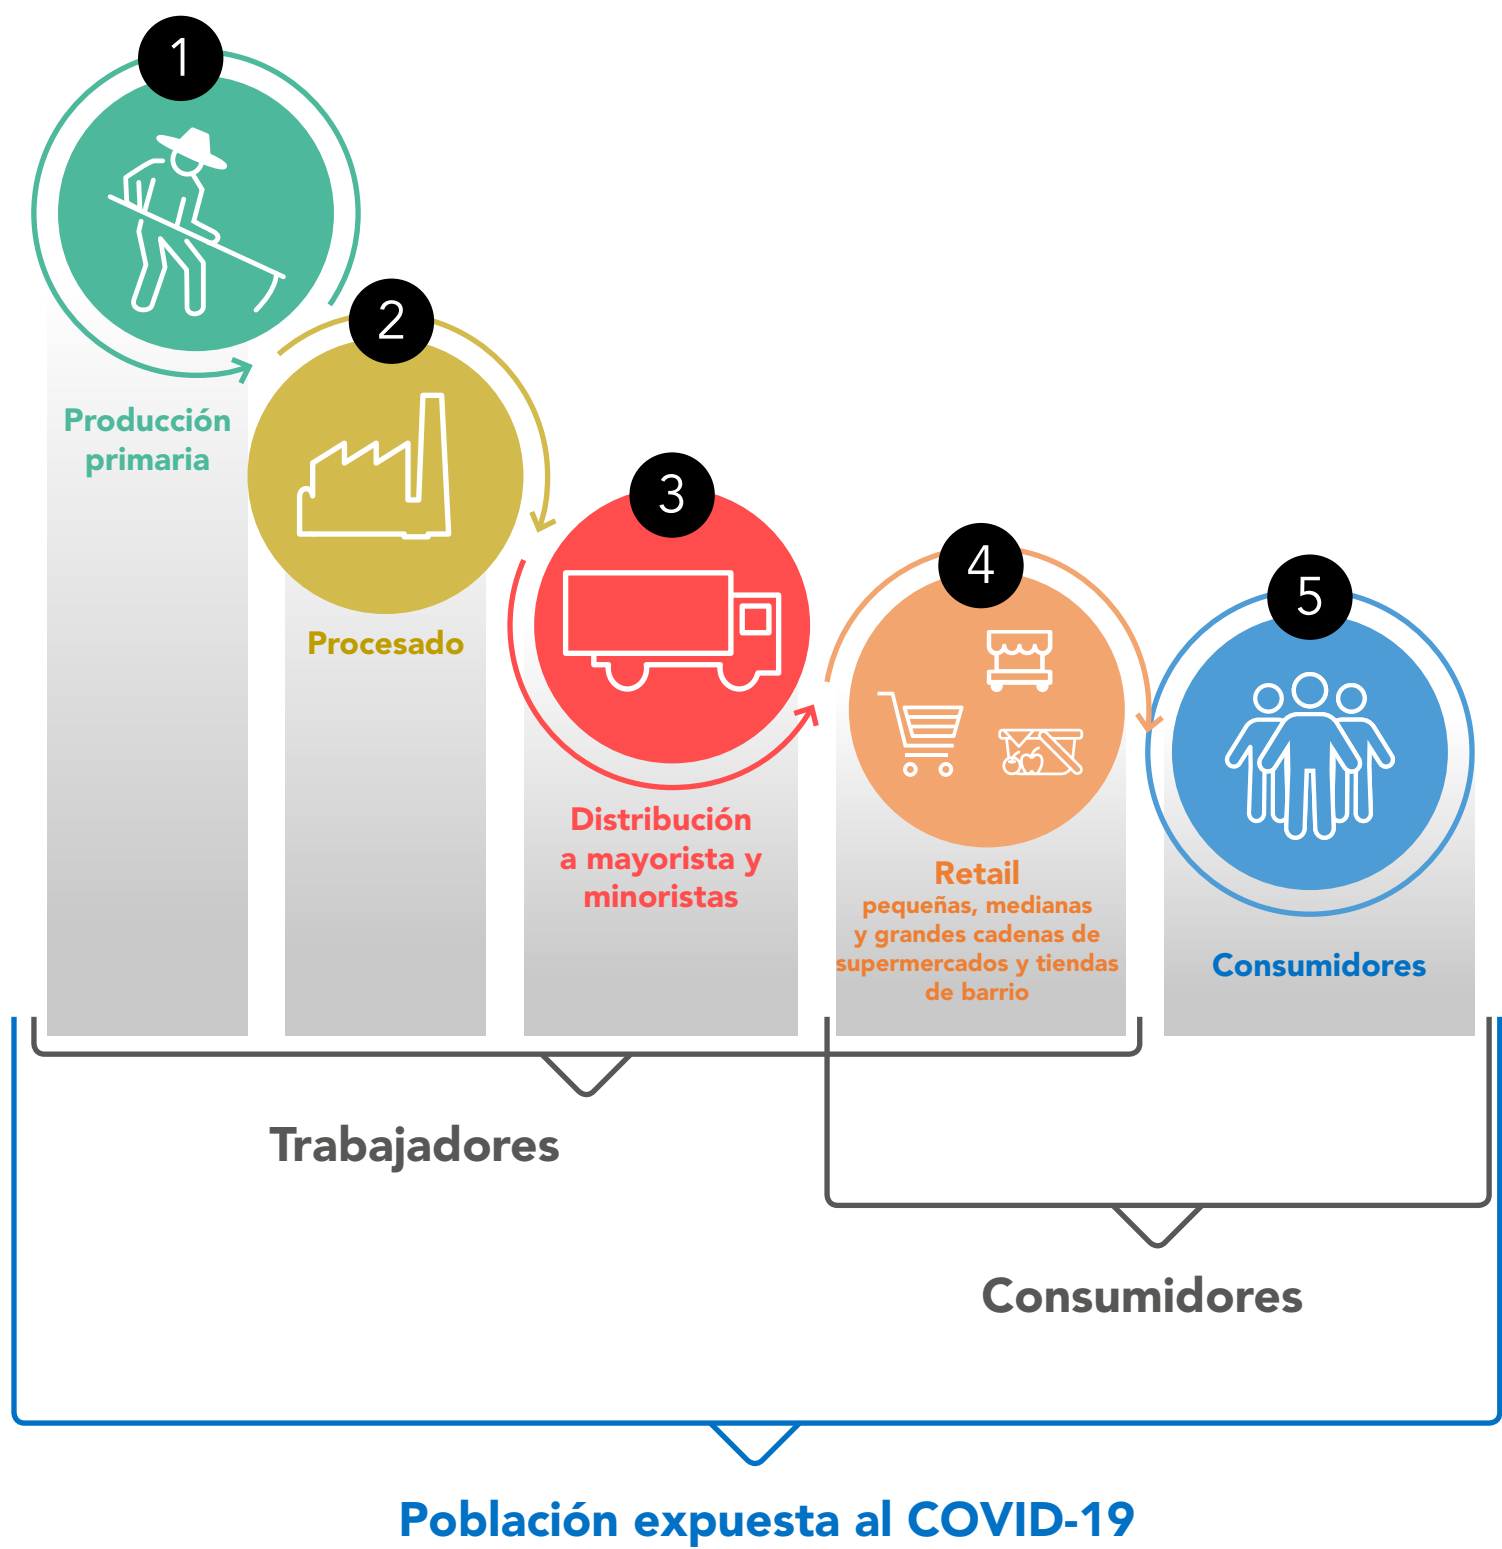 1
Producción
primaria
2
Procesado
3
Distribución
a mayorista y
minoristas
4
Retail
pequeñas, medianas
y grandes cadenas de
supermercados y tiendas
de barrio
5
Consumidores
Trabajadores
Consumidores
Población expuesta al COVID-19